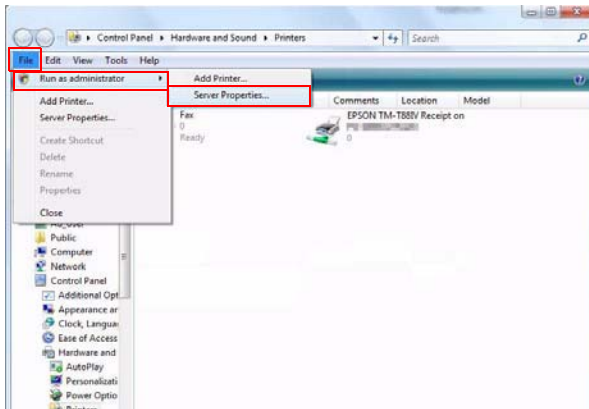 Control Panel ▸ Hardware and Sound ▸ Printers Search
File Edit View Tools Help
Run as administrator
Add Printer...
Server Properties...
Add Printer...
Server Properties...
Create Shortcut
Delete
Rename
Properties
Close
Comments Location Model
Fax
0
Ready
EPSON TM-T88IV Receipt on
0
Public
Computer
Network
Control Panel
Additional Opt
Appearance ar
Clock, Languag
Ease of Access
Hardware and
AutoPlay
Personalizati
Power Optio
Printers